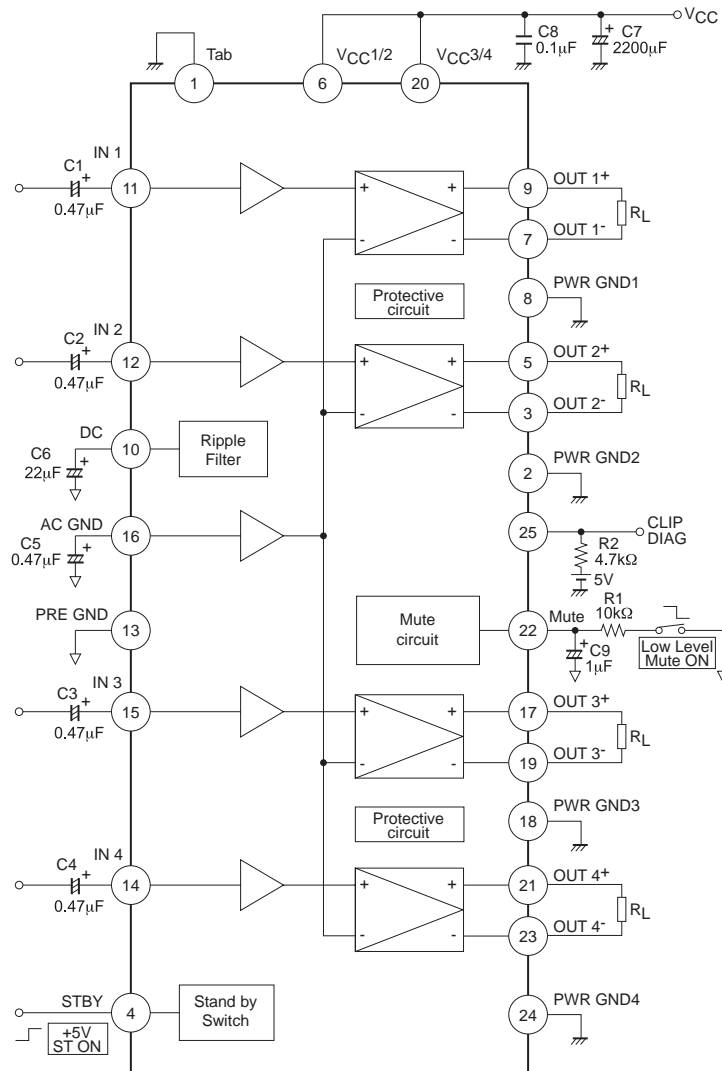 Tab
VCC1/2
VCC3/4
C8
0.1µF
+
C7
2200µF
VCC
1
6
20
IN 1
C1
+
0.47µF
11
+
+
-
-
9
OUT 1+
7
OUT 1-
RL
Protective
circuit
8
PWR GND1
IN 2
C2
+
0.47µF
12
+
+
-
-
5
OUT 2+
3
OUT 2-
RL
DC
C6
+
22µF
10
Ripple
Filter
2
PWR GND2
AC GND
C5
+
0.47µF
16
25
CLIP
DIAG
R2
4.7kΩ
5V
PRE GND
13
Mute
circuit
22
Mute
R1
10kΩ
+
C9
1µF
Low Level
Mute ON
IN 3
C3
+
0.47µF
15
+
+
-
-
17
OUT 3+
19
OUT 3-
RL
Protective
circuit
18
PWR GND3
IN 4
C4
+
0.47µF
14
+
+
-
-
21
OUT 4+
23
OUT 4-
RL
STBY
4
Stand by
Switch
+5V
ST ON
24
PWR GND4